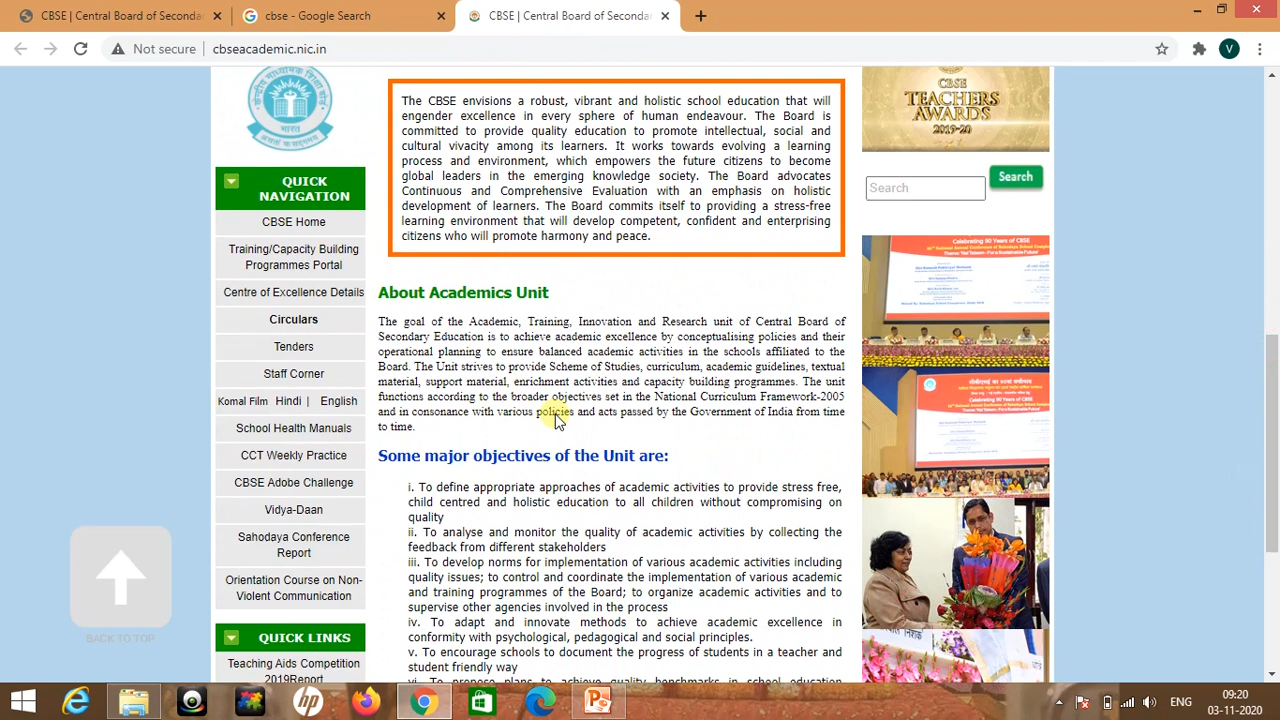 CBSE | Central Board of Seconda
cbse - Google Search
CBSE | Central Board of Seconda
Not secure
cbseacademic.nic.in
V
भारत
The CBSE envisions a robust, vibrant and holistic school education that will
engender excellence in every sphere of human endeavour. The Board is
committed to provide quality education to promote intellectual, social and
cultural vivacity among its learners. It works towards evolving a learning
process and environment, which empowers the future citizens to become
global leaders in the emerging knowledge society. The Board advocates
Continuous and Comprehensive Evaluation with an emphasis on holistic
development of learners. The Board commits itself to providing a stress-free
learning environment that will develop competent, confident and enterprising
citizens who will promote harmony and peace.
About Academics Unit
The goal of the Academic, Training, Innovation and Research unit of Central Board of
Secondary Education is to achieve academic excellence by conceptualising policies and their
operational planning to ensure balanced academic activities in the schools affiliated to the
Board. The Unit strives to provide Scheme of Studies, curriculum, academic guidelines, textual
material, support material, enrichment activities and capacity building programmes. The unit
functions according to the broader objectives set in the National Curriculum Framework-2005
and in consonance with various policies and acts passed by the Government of India from time
to time.
Some major objectives of the Unit are:
i. To define appropriate approaches of academic activities to provide stress free,
child centred and holistic education to all children without compromising on
quality
ii. To analyse and monitor the quality of academic activities by collecting the
feedback from different stakeholders
iii. To develop norms for implementation of various academic activities including
quality issues; to control and coordinate the implementation of various academic
and training programmes of the Board; to organize academic activities and to
supervise other agencies involved in the process
iv. To adapt and innovate methods to achieve academic excellence in
conformity with psychological, pedagogical and social principles.
v. To encourage schools to document the progress of students in a teacher and
student friendly way
vi. To propose plans to achieve quality benchmarks in school education
QUICK
NAVIGATION
CBSE Home
Training/Capacity Building
Programmes Portal
Excellence - Details
Circulars
Tenders
Staff Corner
Komal Film Hindi or English
School Health Manuals
CCT Weekly Practice
CBSE Reading Challenge
Vidya-Daan
Sahodaya Conference
Report
Orientation Course on Non-
Violent Communication
QUICK LINKS
Teaching Aids Competition
2019Report
BACK TO TOP
CBSE
TEACHERS
AWARDS
2019-20
Search
Search
Celebrating 90 Years of CBSE
ENG
09:20
03-11-2020